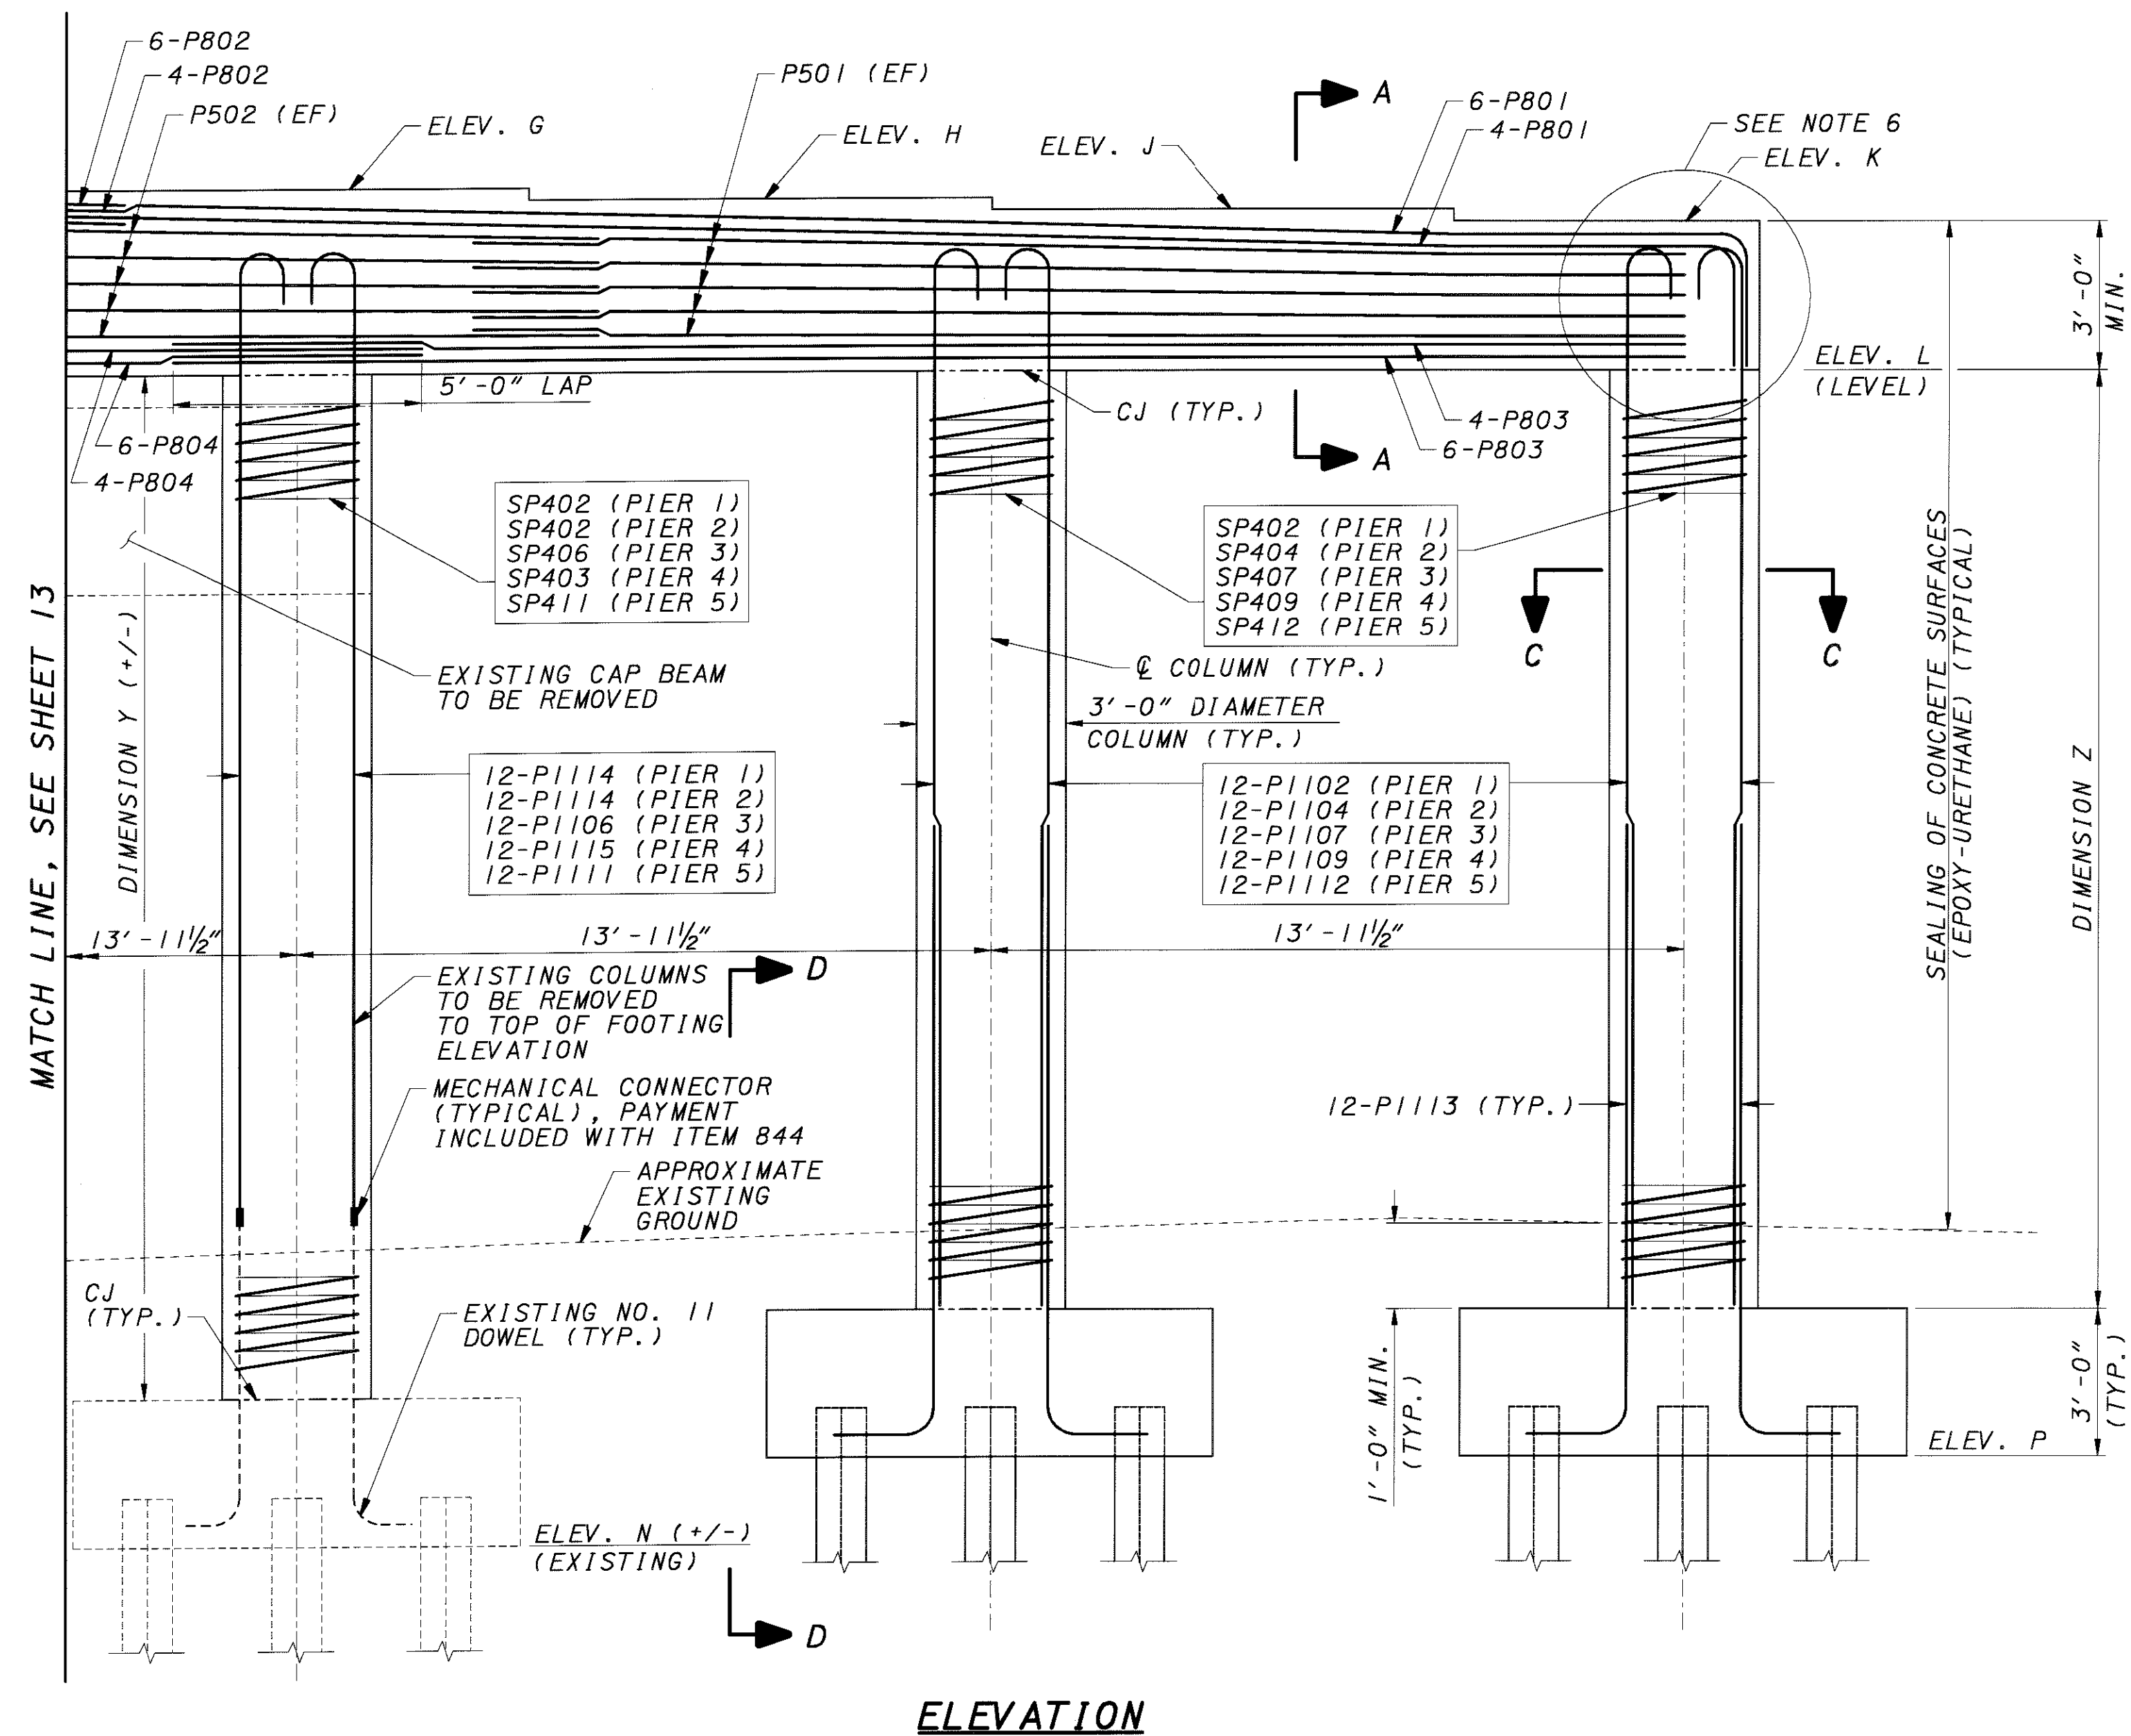 6-P802
4-P802
P502 (EF)
ELEV. G
P501 (EF)
ELEV. H
ELEV. J
A
6-P801
4-P801
SEE NOTE 6
ELEV. K
3'-0"
MIN.
ELEV. L
(LEVEL)
5'-0" LAP
CJ (TYP.)
4-P803
6-P803
A
6-P804
4-P804
SP402 (PIER 1)
SP402 (PIER 2)
SP406 (PIER 3)
SP403 (PIER 4)
SP411 (PIER 5)
SP402 (PIER 1)
SP404 (PIER 2)
SP407 (PIER 3)
SP409 (PIER 4)
SP412 (PIER 5)
C
C
MATCH LINE, SEE SHEET 13
DIMENSION Y (+/-)
EXISTING CAP BEAM
TO BE REMOVED
℄ COLUMN (TYP.)
3'-0" DIAMETER
COLUMN (TYP.)
SEALING OF CONCRETE SURFACES
(EPOXY-URETHANE) (TYPICAL)
DIMENSION Z
12-P1114 (PIER 1)
12-P1114 (PIER 2)
12-P1106 (PIER 3)
12-P1115 (PIER 4)
12-P1111 (PIER 5)
12-P1102 (PIER 1)
12-P1104 (PIER 2)
12-P1107 (PIER 3)
12-P1109 (PIER 4)
12-P1112 (PIER 5)
13'-11½"
13'-11½"
13'-11½"
EXISTING COLUMNS
TO BE REMOVED
TO TOP OF FOOTING
ELEVATION
D
MECHANICAL CONNECTOR
(TYPICAL), PAYMENT
INCLUDED WITH ITEM 844
12-P1113 (TYP.)
APPROXIMATE
EXISTING
GROUND
CJ
(TYP.)
EXISTING NO. 11
DOWEL (TYP.)
1'-0" MIN.
(TYP.)
3'-0"
(TYP.)
ELEV. P
ELEV. N (+/-)
(EXISTING)
D
ELEVATION